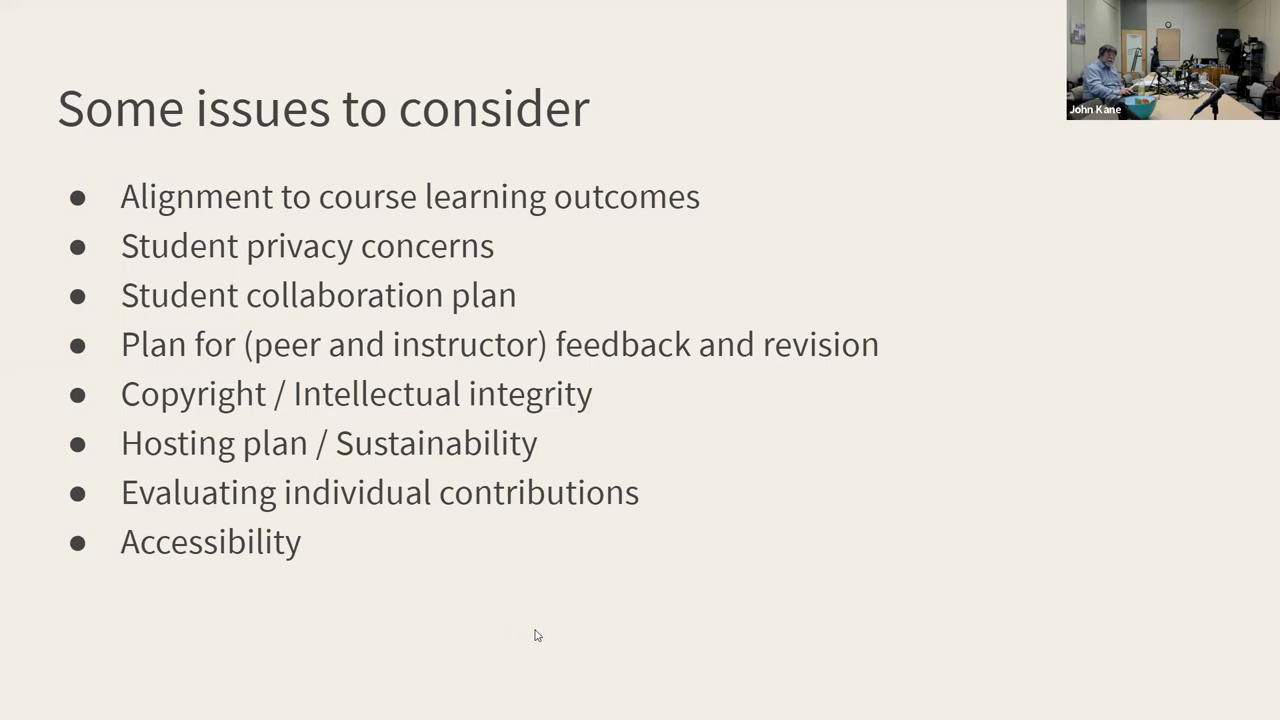 Some issues to consider
● Alignment to course learning outcomes
● Student privacy concerns
● Student collaboration plan
● Plan for (peer and instructor) feedback and revision
● Copyright / Intellectual integrity
● Hosting plan / Sustainability
● Evaluating individual contributions
● Accessibility
John Kane